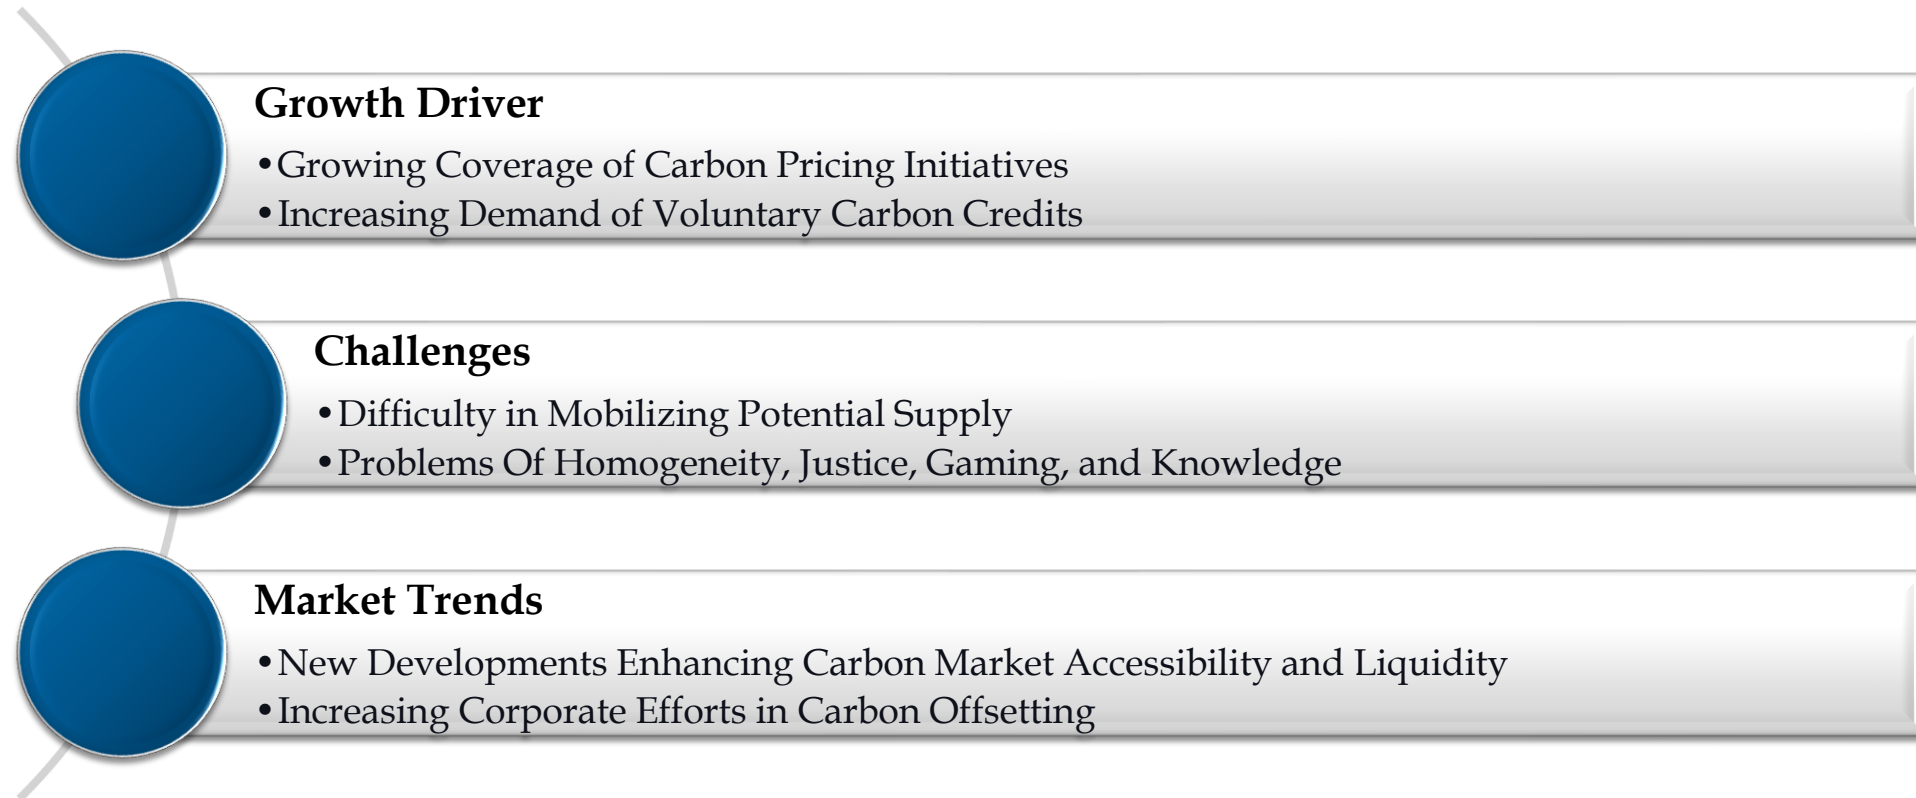 Growth Driver
•Growing Coverage of Carbon Pricing Initiatives
•Increasing Demand of Voluntary Carbon Credits
Challenges
•Difficulty in Mobilizing Potential Supply
•Problems Of Homogeneity, Justice, Gaming, and Knowledge
Market Trends
•New Developments Enhancing Carbon Market Accessibility and Liquidity
•Increasing Corporate Efforts in Carbon Offsetting